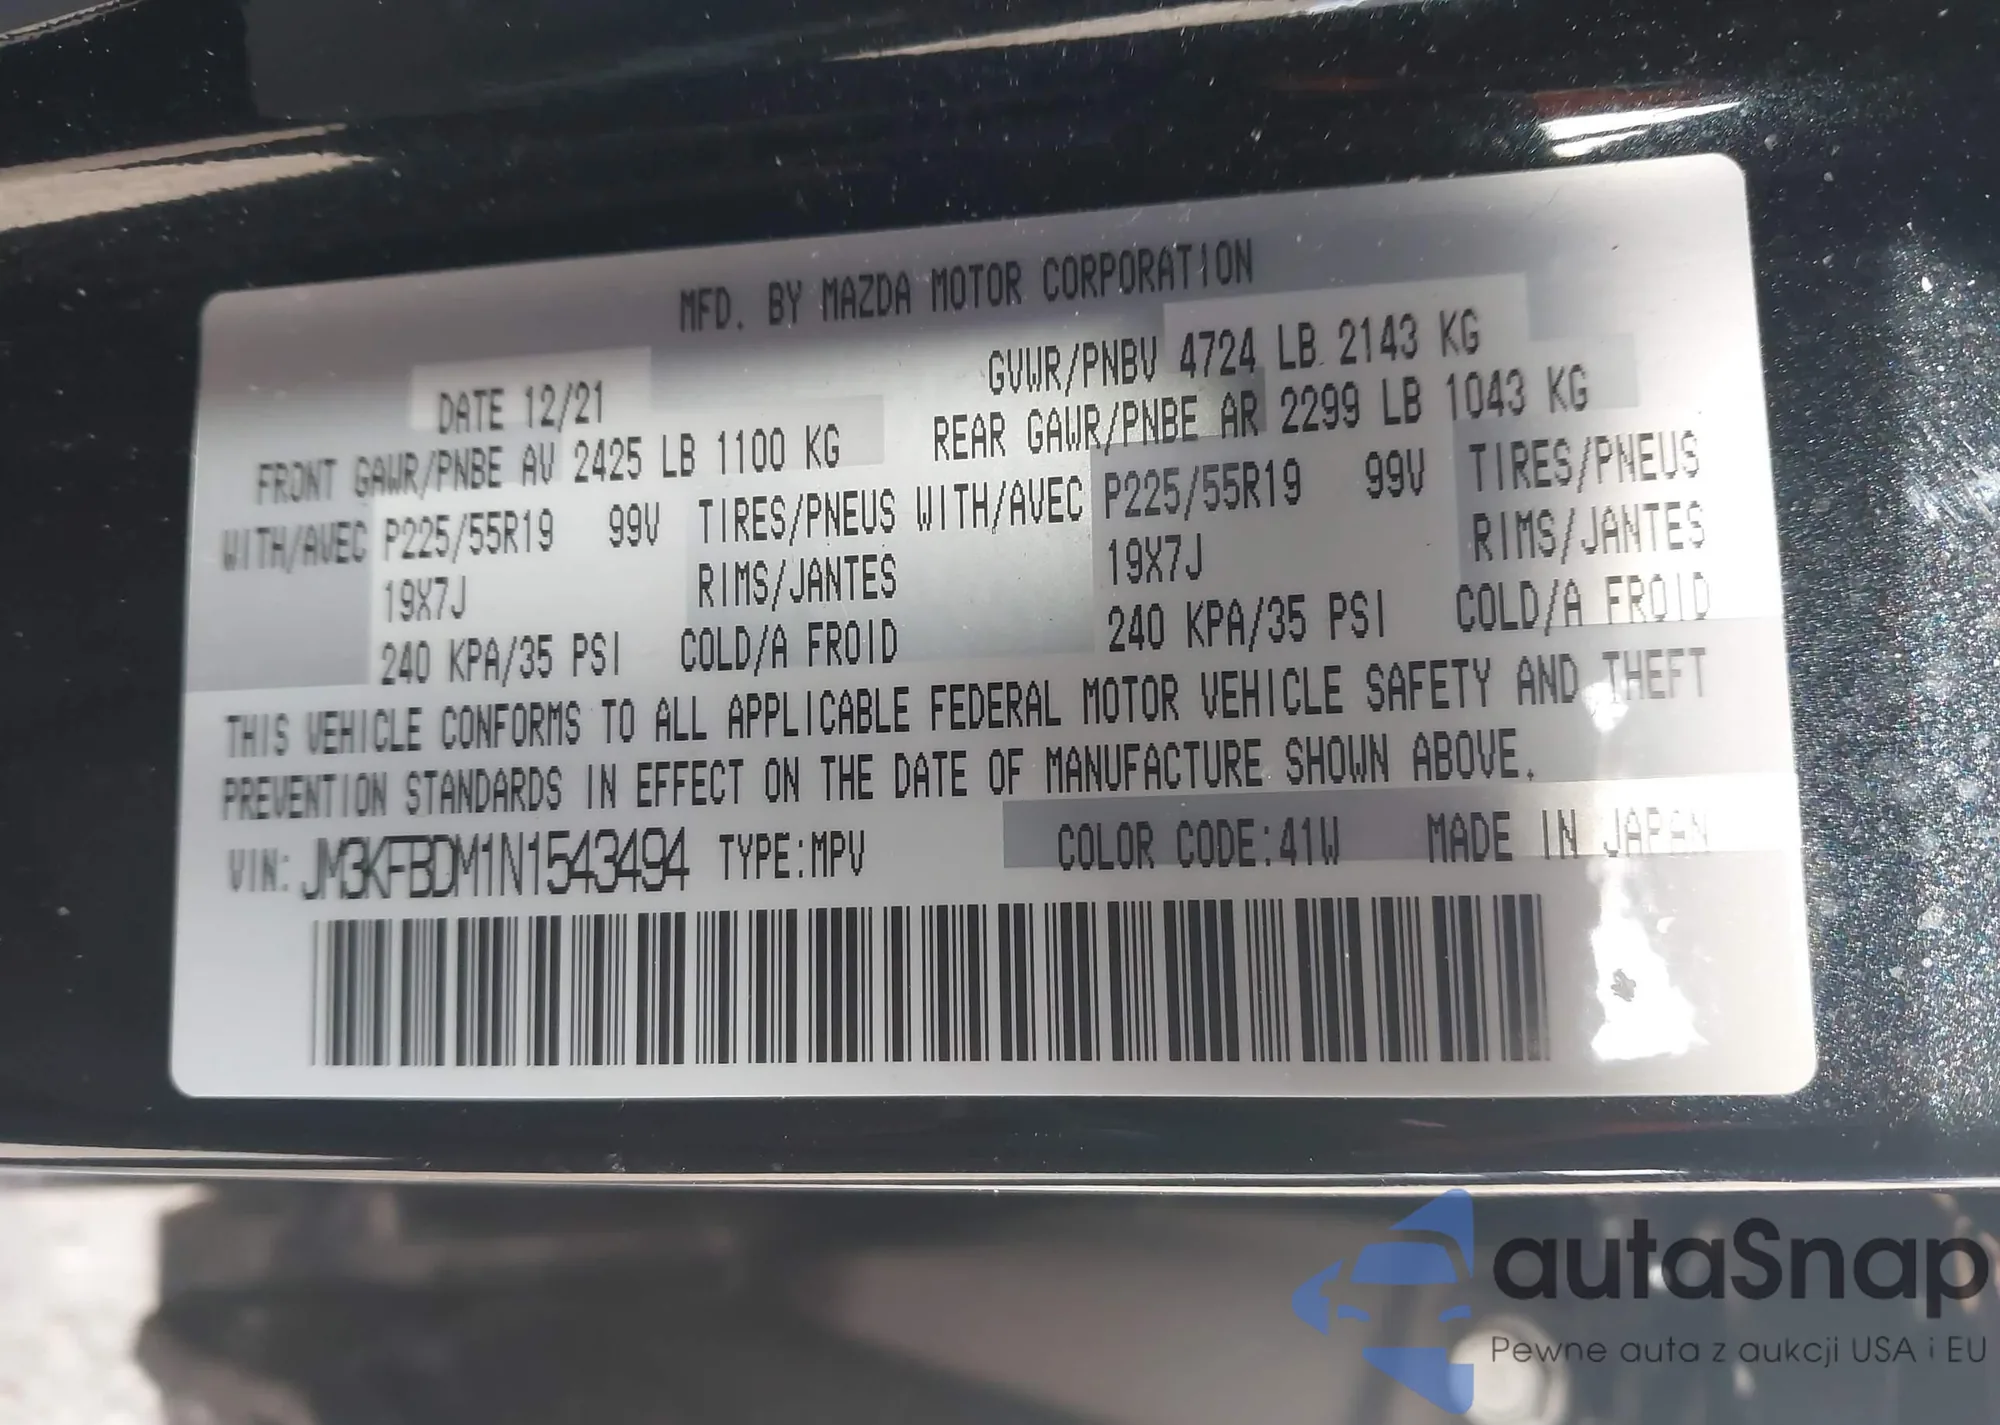 MFD. BY MAZDA MOTOR CORPORATION
DATE 12/21 GVWR/PNBV 4724 LB 2143 KG
FRONT GAWR/PNBE AV 2425 LB 1100 KG REAR GAWR/PNBE AR 2299 LB 1043 KG
WITH/AVEC P225/55R19 99V TIRES/PNEUS WITH/AVEC P225/55R19 99V TIRES/PNEUS
19X7J RIMS/JANTES 19X7J RIMS/JANTES
240 KPA/35 PSI COLD/A FROID 240 KPA/35 PSI COLD/A FROID
THIS VEHICLE CONFORMS TO ALL APPLICABLE FEDERAL MOTOR VEHICLE SAFETY AND THEFT
PREVENTION STANDARDS IN EFFECT ON THE DATE OF MANUFACTURE SHOWN ABOVE.
VIN: JM3KFBDM1N1543494 TYPE:MPV COLOR CODE:41W MADE IN JAPAN
autaSnap
Pewne auta z aukcji USA i EU